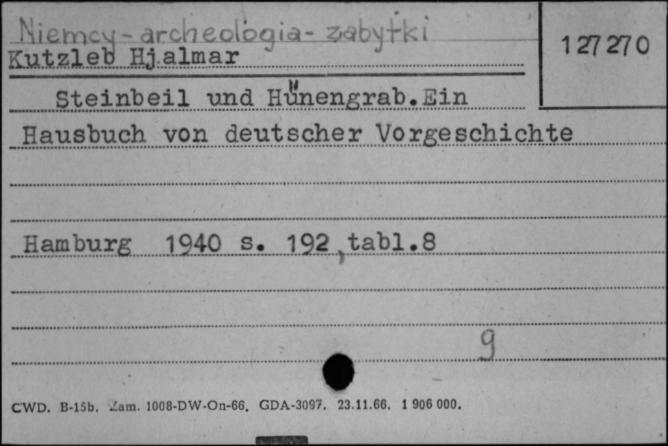 Niemcy - archeologia - zabytki
127270
Kutzleb Hjalmar
Steinbeil und Hünengrab.Ein
Hausbuch von deutscher Vorgeschichte
Hamburg 1940 s. 192, tabl.8
g
CWD. B-15b. Zam. 1008-DW-On-66. GDA-3097. 23.11.66. 1 906 000.